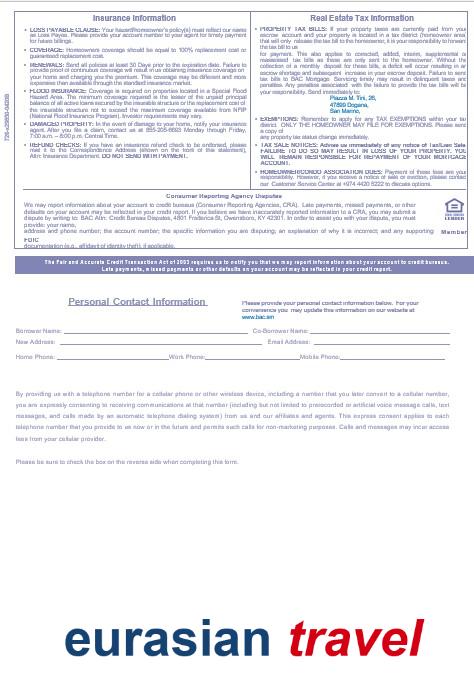 Insurance Information
• LOSS PAYABLE CLAUSE: Your hazard/homeowner's policy(s) must reflect our name
as Loss Payee. Please provide your account number to your agent for timely payment
for future billings.
• COVERAGE: Homeowners coverage should be equal to 100% replacement cost or
guaranteed replacement cost.
• RENEWALS: Send all policies at least 30 Days prior to the expiration date. Failure to
provide proof of continuous coverage will result in us obtaining insurance coverage on
your home and charging you the premium. This coverage may be different and more
expensive than available through the standard insurance market.
• FLOOD INSURANCE: Coverage is required on properties located in a Special Flood
Hazard Area. The minimum coverage required is the lesser of the unpaid principal
balance of all active loans secured by the insurable structure or the replacement cost of
the insurable structure not to exceed the maximum coverage available from NFIP
(National Flood Insurance Program). Investor requirements may vary.
• DAMAGED PROPERTY: In the event of damage to your home, notify your insurance
agent. After you file a claim, contact us at 855-205-6693 Monday through Friday,
7:00 a.m. – 8:00 p.m. Central Time.
• REFUND CHECKS: If you have an insurance refund check to be endorsed, please
mail it to the Correspondence Address (shown on the front of this statement),
Attn: Insurance Department. DO NOT SEND WITH PAYMENT.
Real Estate Tax Information
• PROPERTY TAX BILLS: If your property taxes are currently paid from your
account and your property is located in a tax district (homeowner area
that will only release the tax bill to the homeowner, it is your responsibility to forward
the tax bill to us
for payment. This also applies to corrected, added, interim, supplemental or
reassessed tax bills as these are only sent to the homeowner. Without the
collection of a monthly deposit for these bills, a deficit will occur resulting in an
escrow shortage and subsequent increase in your escrow deposit. Failure to send
tax bills to BAC Mortgage Servicing timely may result in delinquent taxes and
penalties. Any penalties associated with the failure to provide the tax bills will be
your responsibility. Send immediately to:
Piazza M. Tini, 26,
47899 Dogana,
San Marino,
• EXEMPTIONS: Remember to apply for any TAX EXEMPTIONS within your tax
district. ONLY THE HOMEOWNER MAY FILE FOR EXEMPTIONS. Please send
a copy of
any property tax status change immediately.
• TAX SALE NOTICES: Advise us immediately of any notice of tax/Lien Sale
FAILURE TO DO SO MAY RESULT IN LOSS OF YOUR PROPERTY. YOU
WILL REMAIN RESPONSIBLE FOR REPAYMENT OF YOUR MORTGAGE
ACCOUNT.
• HOMEOWNER/CONDO ASSOCIATION DUES: Payment of these fees are your
responsibility. However, if you receive a notice of sale or election, please contact
our Customer Service Center at +974 4420 5222 to discuss options.
Consumer Reporting Agency Disputes
We may report information about your account to credit bureaus (Consumer Reporting Agencies, CRA). Late payments, missed payments, or other
defaults on your account may be reflected in your credit report. If you believe we have inaccurately reported information to a CRA, you may submit a
dispute by writing to: BAC Attn: Credit Bureau Disputes, 4801 Frederica St, Owensboro, KY 42301. In order to assist you with your dispute, you must
provide: your name,
address and phone number; the account number; the specific information you are disputing; an explanation of why it is incorrect; and any supporting
documentation (e.g., affidavit of identity theft), if applicable.
LENDER
Member
FDIC
The Fair and Accurate Credit Transaction Act of 2003 requires us to notify you that we may report information about your account to credit bureaus.
Late payments, missed payments or other defaults on your account may be reflected in your credit report.
Personal Contact Information
Please provide your personal contact information below. For your
convenience you may update this information on our website at
www.bac.sm
Borrower Name: Co-Borrower Name:
New Address: Email Address:
Home Phone: Work Phone: Mobile Phone:
By providing us with a telephone number for a cellular phone or other wireless device, including a number that you later convert to a cellular number,
you are expressly consenting to receiving communications at that number (including but not limited to prerecorded or artificial voice message calls, text
messages, and calls made by an automatic telephone dialing system) from us and our affiliates and agents. This express consent applies to each
telephone number that you provide to us now or in the future and permits such calls for non-marketing purposes. Calls and messages may incur access
fees from your cellular provider.
Please be sure to check the box on the reverse side when completing this form.
eurasian travel